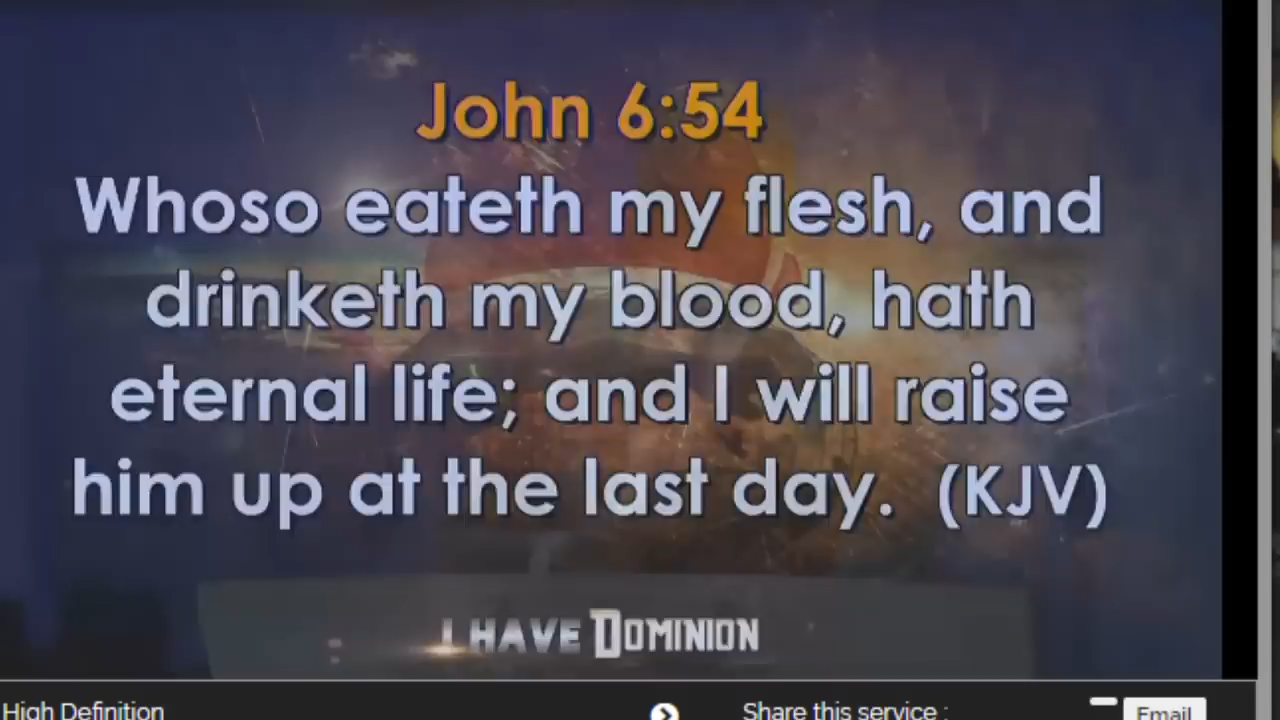 John 6:54
Whoso eateth my flesh, and
drinketh my blood, hath
eternal life; and I will raise
him up at the last day. (KJV)
I HAVE DOMINION
High Definition
Share this service :
Email